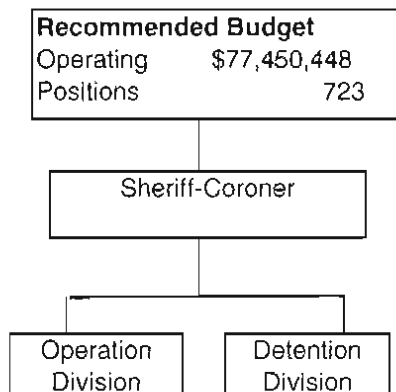 Recommended Budget
Operating $77,450,448
Positions 723
Sheriff-Coroner
Operation Detention
Division Division